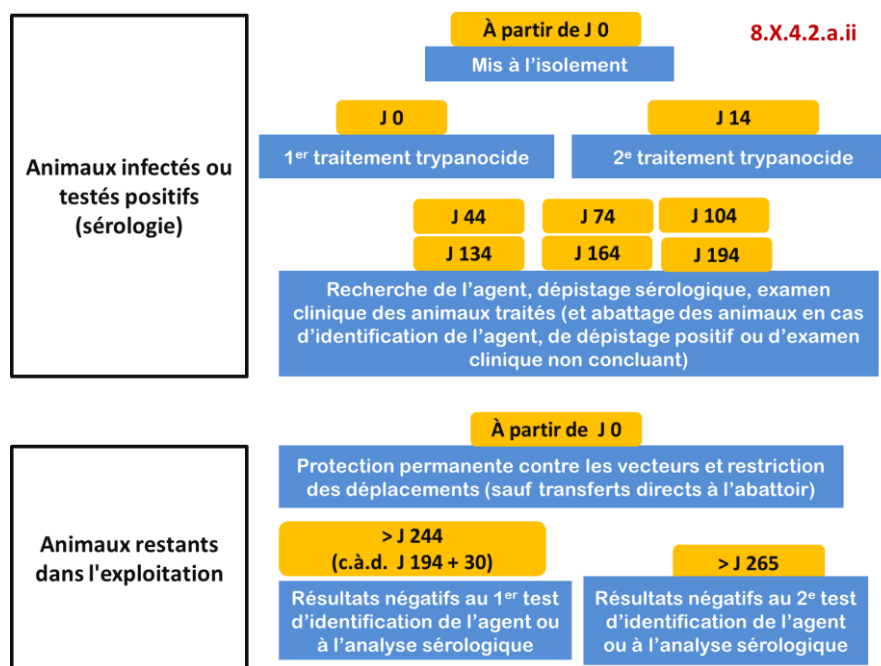 À partir de J 0
8.X.4.2.a.ii
Mis à l’isolement
J 0
J 14
1er traitement trypanocide
2e traitement trypanocide
Animaux infectés ou
testés positifs
(sérologie)
J 44
J 74
J 104
J 134
J 164
J 194
Recherche de l’agent, dépistage sérologique, examen
clinique des animaux traités (et abattage des animaux en cas
d’identification de l’agent, de dépistage positif ou d’examen
clinique non concluant)
À partir de J 0
Protection permanente contre les vecteurs et restriction
des déplacements (sauf transferts directs à l’abattoir)
Animaux restants
dans l'exploitation
> J 244
(c.à.d. J 194 + 30)
> J 265
Résultats négatifs au 1er test
d’identification de l’agent ou
à l’analyse sérologique
Résultats négatifs au 2e test
d’identification de l’agent
ou à l’analyse sérologique